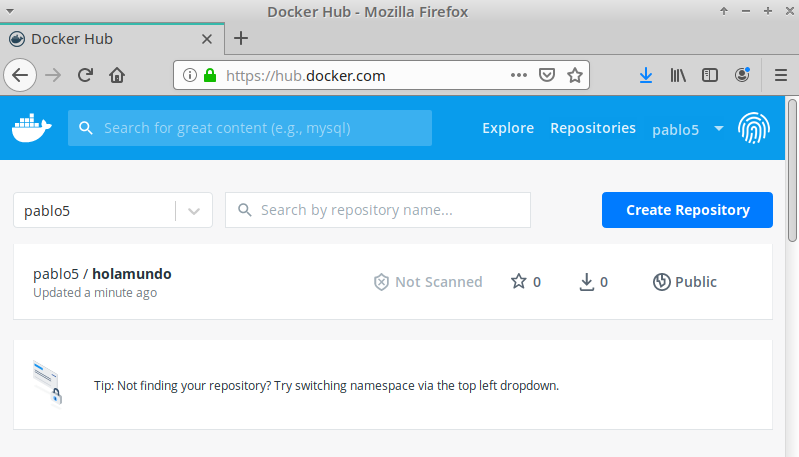 Docker Hub - Mozilla Firefox
Docker Hub
https://hub.docker.com
Search for great content (e.g., mysql)
Explore
Repositories
pablo5
pablo5
Search by repository name...
Create Repository
pablo5 / holamundo
Updated a minute ago
Not Scanned
0
0
Public
Tip: Not finding your repository? Try switching namespace via the top left dropdown.